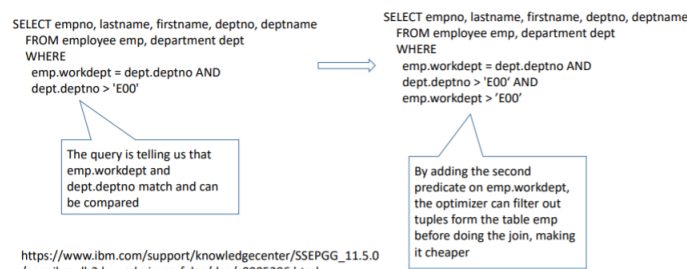 SELECT empno, lastname, firstname, deptno, deptname
FROM employee emp, department dept
WHERE
emp.workdept = dept.deptno AND
dept.deptno > 'E00'
The query is telling us that
emp.workdept and
dept.deptno match and can
be compared
https://www.ibm.com/support/knowledgecenter/SSEPGG_11.5.0
SELECT empno, lastname, firstname, deptno, deptname
FROM employee emp, department dept
WHERE
emp.workdept = dept.deptno AND
dept.deptno > 'E00‘ AND
emp.workdept > ’E00’
By adding the second
predicate on emp.workdept,
the optimizer can filter out
tuples form the table emp
before doing the join, making
it cheaper